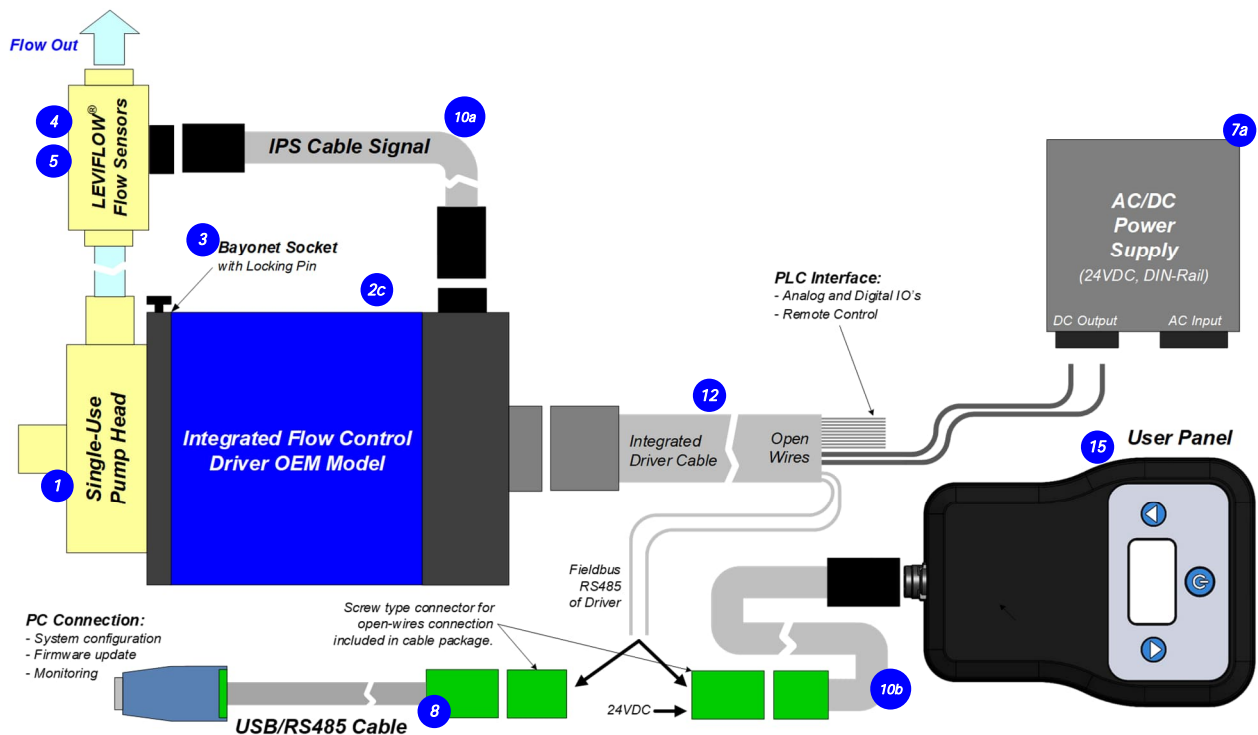 Flow Out
4
5
LEVIFLOW®
Flow Sensors
10a
IPS Cable Signal
7a
AC/DC
Power
Supply
(24VDC, DIN-Rail)
DC Output
AC Input
3
Bayonet Socket
with Locking Pin
2c
PLC Interface:
- Analog and Digital IO's
- Remote Control
1
Single-Use
Pump Head
Integrated Flow Control
Driver OEM Model
12
Integrated
Driver Cable
Open
Wires
15
User Panel
Fieldbus
RS485
of Driver
Screw type connector for
open-wires connection
included in cable package.
PC Connection:
- System configuration
- Firmware update
- Monitoring
8
USB/RS485 Cable
24VDC
10b